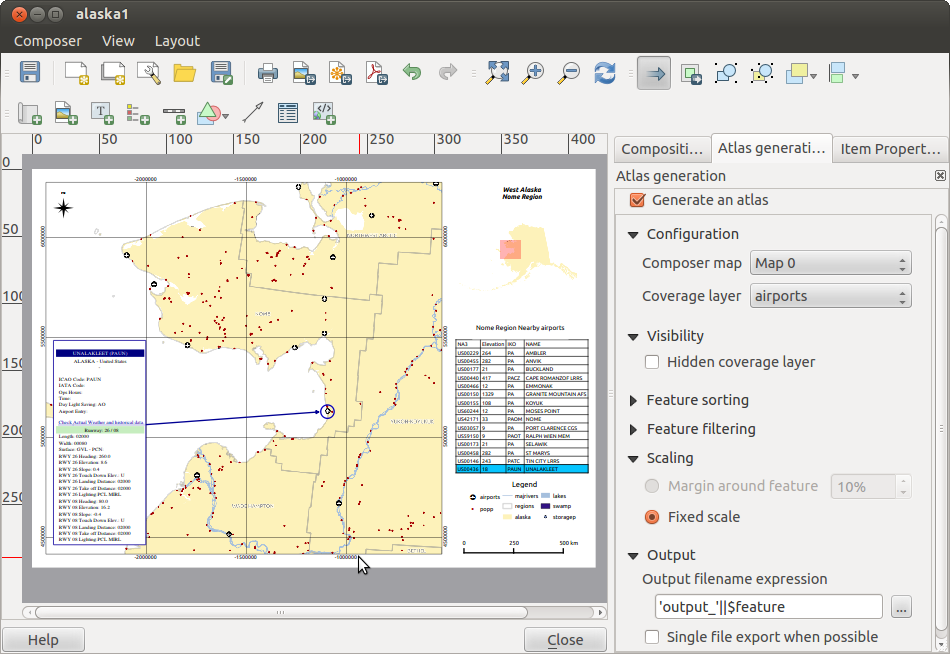 alaska1
Composer View Layout
0 50 100 150 200 250 300 350 400
0
50
100
150
200
250
-2000000 -1500000 -1000000
West Alaska
Nome Region
NOME
UNALAKLEET (PAUN)
ALASKA - United States
ICAO Code: PAUN
IATA Code:
Ops Hours:
Time:
Day Light Saving: AO
Airport Entry:
Check Actual Weather and historical data
Runway: 26 / 08
Length: 02000
Width: 00080
Surface: GVL - PCN
RWY 26 Heading: 260.0
RWY 26 Elevation: 8.6
RWY 26 Slope: 0.4
RWY 26 Touch Down Elev.: U
RWY 26 Landing Distance: 02000
RWY 26 Take off Distance: 02000
RWY 26 Lighting PCL MIRL
RWY 08 Heading: 80.0
RWY 08 Elevation: 16.2
RWY 08 Slope: -0.4
RWY 08 Touch Down Elev.: U
RWY 08 Landing Distance: 02000
RWY 08 Take off Distance: 02000
RWY 08 Lighting PCL MIRL
-2000000 -1500000 -1000000
Nome Region Nearby airports
NA3 Elevation IKO NAME
US00229 264 PA AMBLER
US00455 282 PA ANVIK
US00177 21 PA BUCKLAND
US00440 417 PACZ CAPE ROMANZOF LRRS
US00466 12 PA EMMONAK
US00150 1329 PA GRANITE MOUNTAIN AFS
US00155 108 PA KOYUK
US60244 12 PA MOSES POINT
US42171 33 PAOM NOME
US03057 9 PA PORT CLARENCE CGS
US59150 9 PAOT RALPH WIEN MEM
US00173 21 PA SELAWIK
US00458 282 PA ST MARYS
US00146 243 PATC TIN CITY LRRS
US00436 18 PAUN UNALAKLEET
Legend
airports majrivers lakes
popp regions swamp
alaska storagep
0 250 500 km
Help Close
Compositi... Atlas generati... Item Propert...
Atlas generation
Generate an atlas
Configuration
Composer map Map 0
Coverage layer airports
Visibility
Hidden coverage layer
Feature sorting
Feature filtering
Scaling
Margin around feature 10%
Fixed scale
Output
Output filename expression
'output_'||$feature ...
Single file export when possible